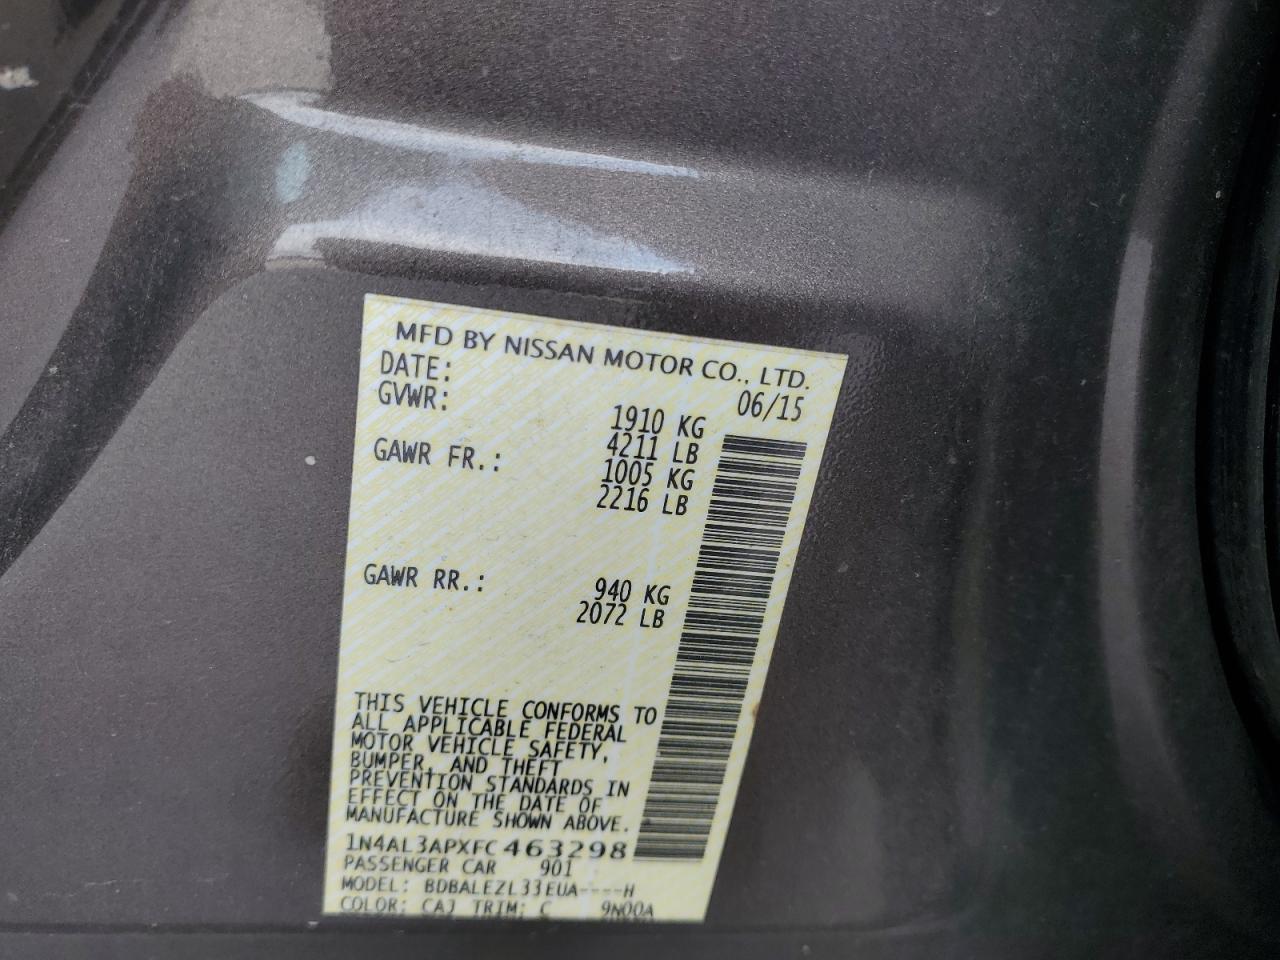 MFD BY NISSAN MOTOR CO., LTD.
DATE: 06/15
GVWR: 1910 KG
4211 LB
GAWR FR.: 1005 KG
2216 LB
GAWR RR.: 940 KG
2072 LB
THIS VEHICLE CONFORMS TO
ALL APPLICABLE FEDERAL
MOTOR VEHICLE SAFETY,
BUMPER, AND THEFT
PREVENTION STANDARDS IN
EFFECT ON THE DATE OF
MANUFACTURE SHOWN ABOVE.
1N4AL3APXFC463298
PASSENGER CAR 901
MODEL: BDBALEZL33EUA----H
COLOR: CAJ TRIM: C 9N00A